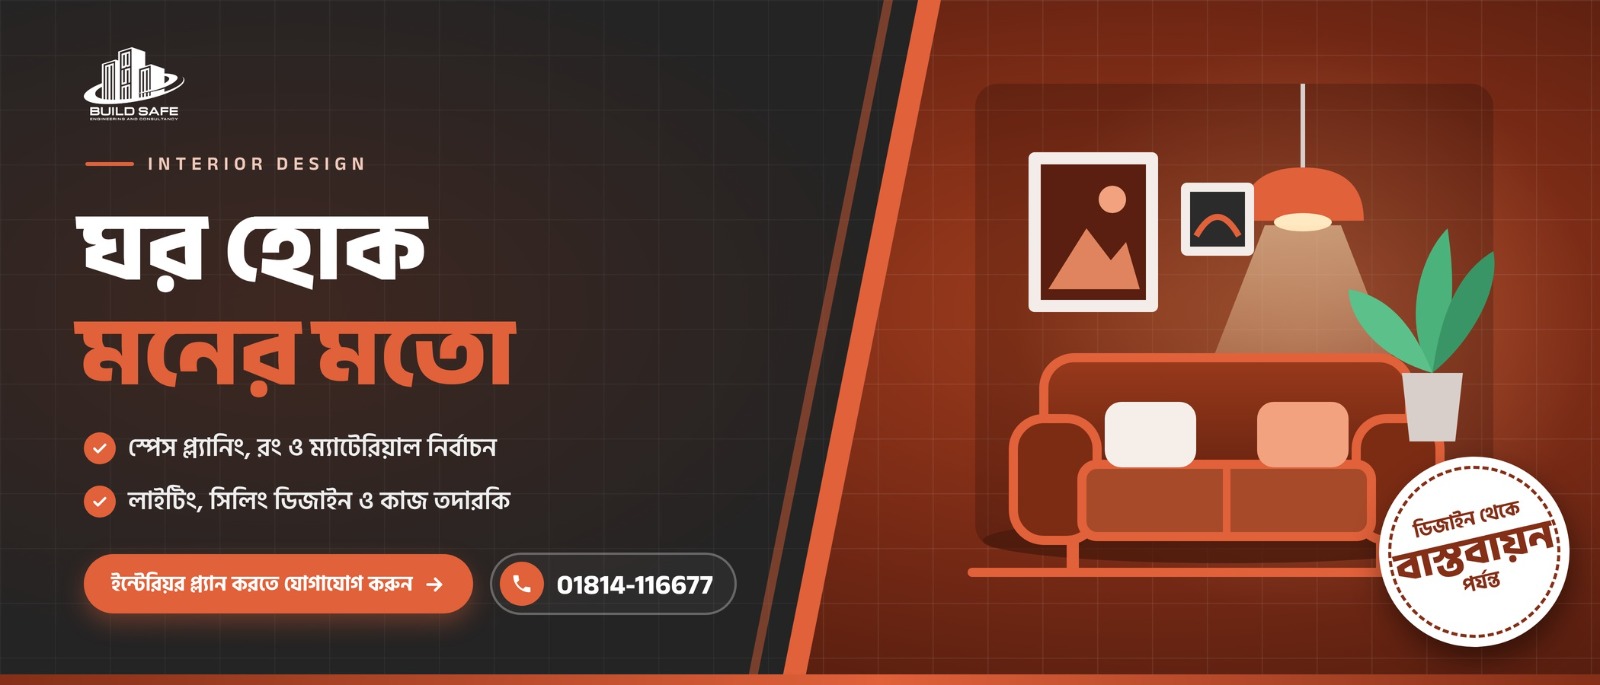 BUILD SAFE
ENGINEERING AND CONSULTANCY
INTERIOR DESIGN
ঘর হোক
মনের মতো
স্পেস প্ল্যানিং, রং ও ম্যাটেরিয়াল নির্বাচন
লাইটিং, সিলিং ডিজাইন ও কাজ তদারকি
ইন্টেরিয়র প্ল্যান করতে যোগাযোগ করুন →
01814-116677
ডিজাইন থেকে
বাস্তবায়ন
পর্যন্ত